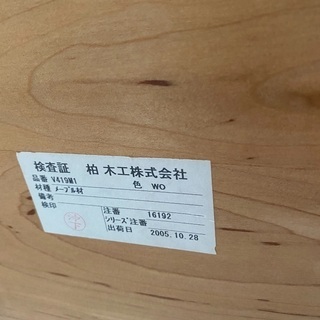 検査証 柏木工株式会社
品番 V419M1 色 WO
材種 メープル材
備考
検印 注番 16192
シリーズ注番
出荷日 2005.10.28